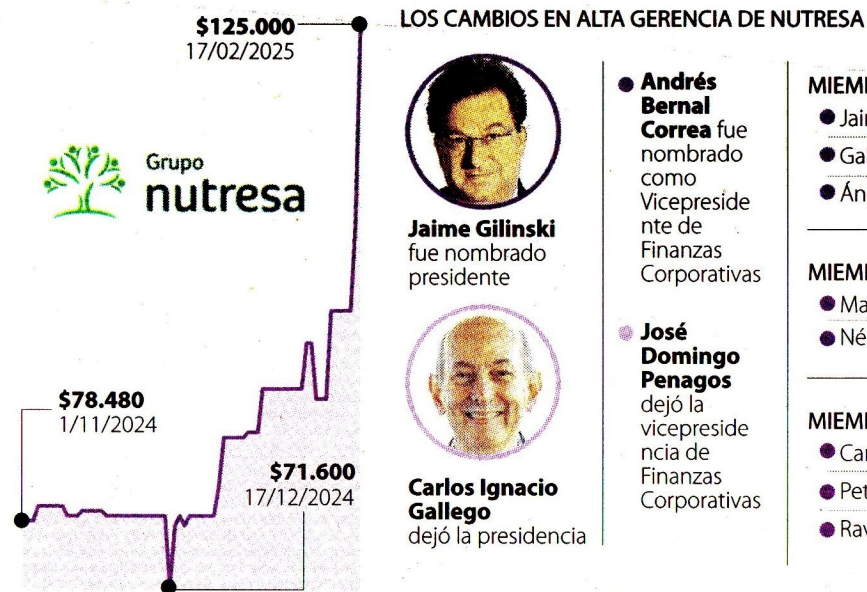 $125.000
17/02/2025
Grupo
nutresa
$78.480
1/11/2024
$71.600
17/12/2024
LOS CAMBIOS EN ALTA GERENCIA DE NUTRESA
Jaime Gilinski
fue nombrado
presidente
Carlos Ignacio
Gallego
dejó la presidencia
Andrés
Bernal
Correa fue
nombrado
como
Vicepreside
nte de
Finanzas
Corporativas
José
Domingo
Penagos
dejó la
vicepreside
ncia de
Finanzas
Corporativas